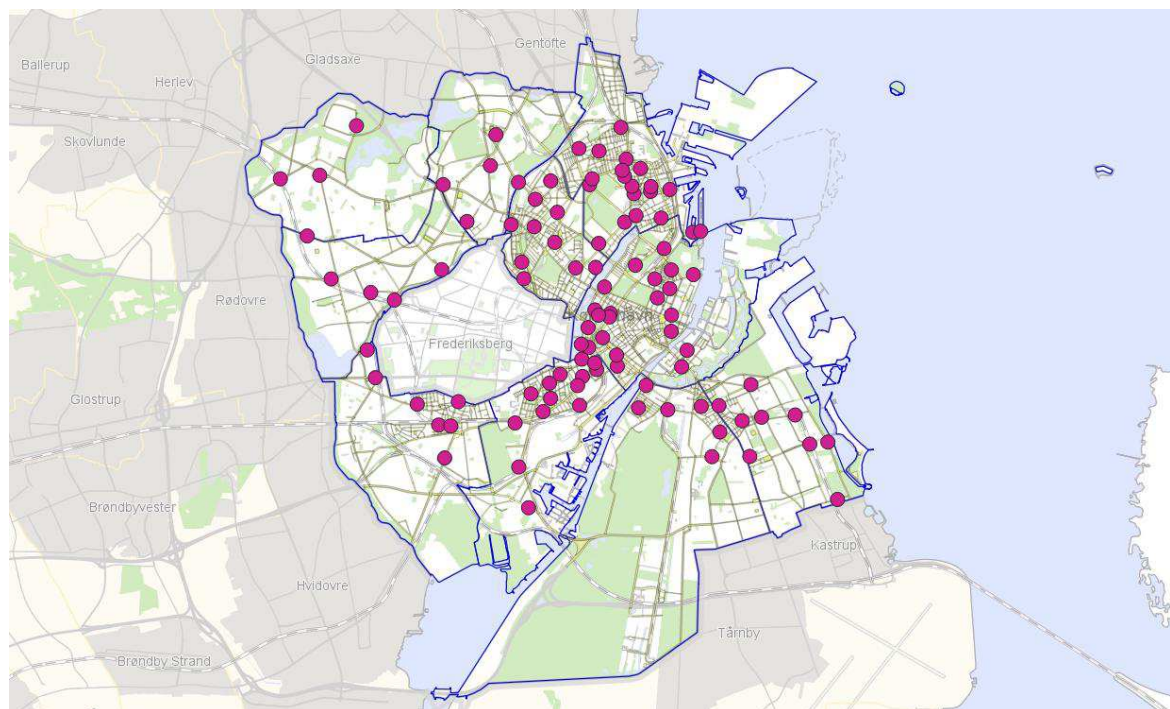 Gentofte
Gladsaxe
Ballerup
Herlev
Skovlunde
Rødovre
Frederiksberg
Glostrup
Brøndbyvester
Kastrup
Hvidovre
Tårnby
Brøndby Strand